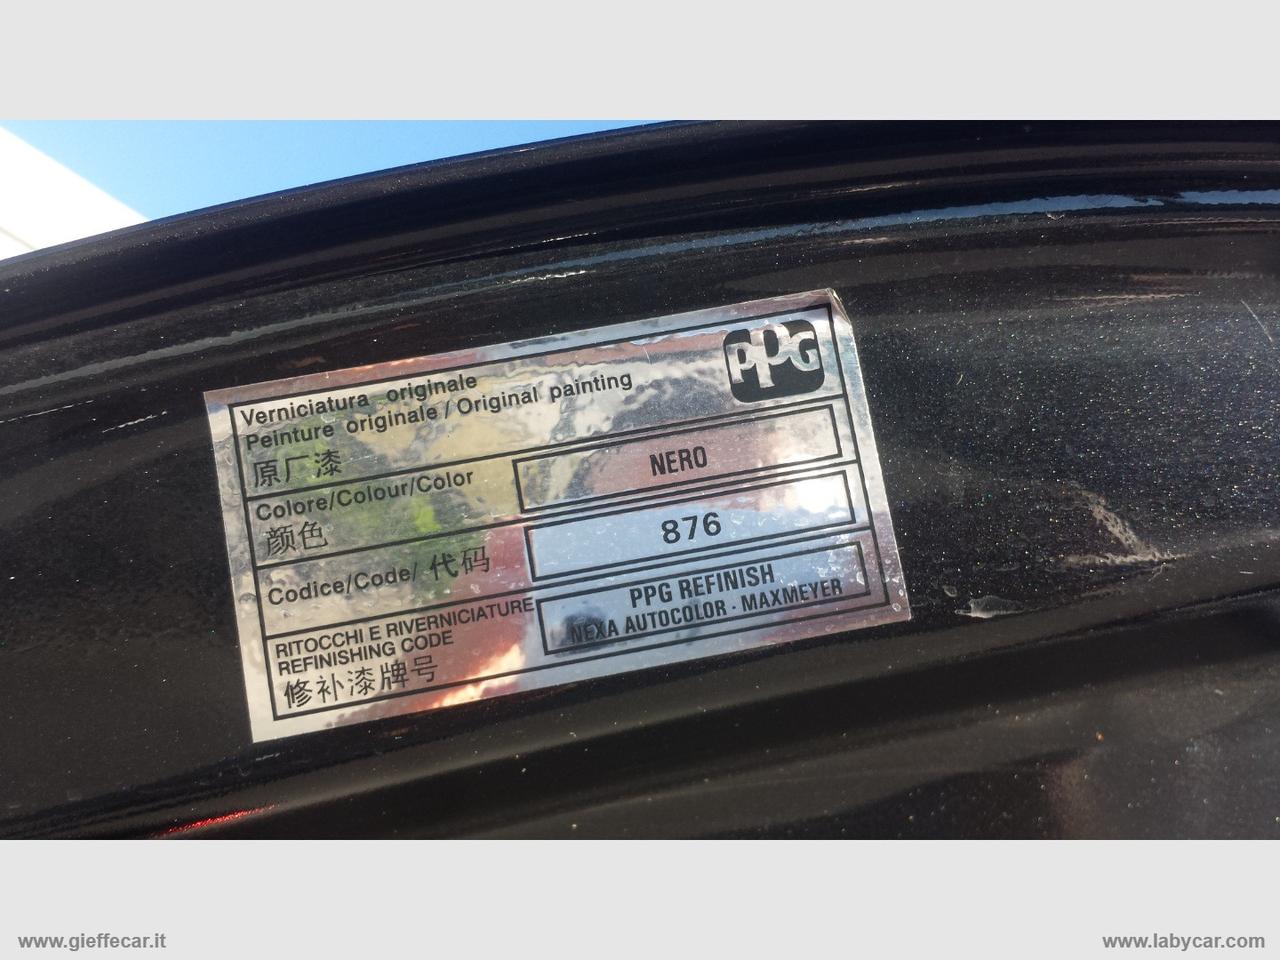 PPG
Verniciatura originale
Peinture originale / Original painting
原厂漆
Colore/Colour/Color
颜色
NERO
Codice/Code/ 代码
876
RITOCCHI E RIVERNICIATURE
REFINISHING CODE
修补漆牌号
PPG REFINISH
NEXA AUTOCOLOR - MAXMEYER
www.gieffecar.it
www.labycar.com